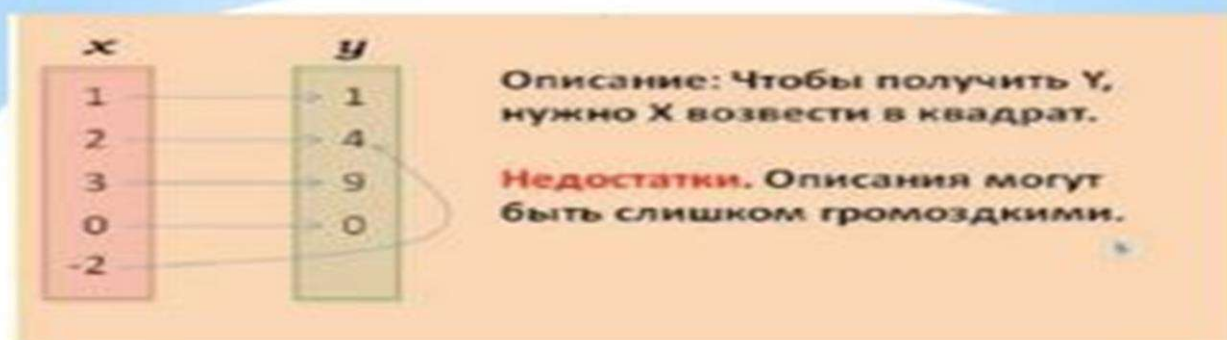 x y
1 1
2 4
3 9
0 0
-2
Описание: Чтобы получить Y,
нужно X возвести в квадрат.
Недостатки. Описания могут
быть слишком громоздкими.